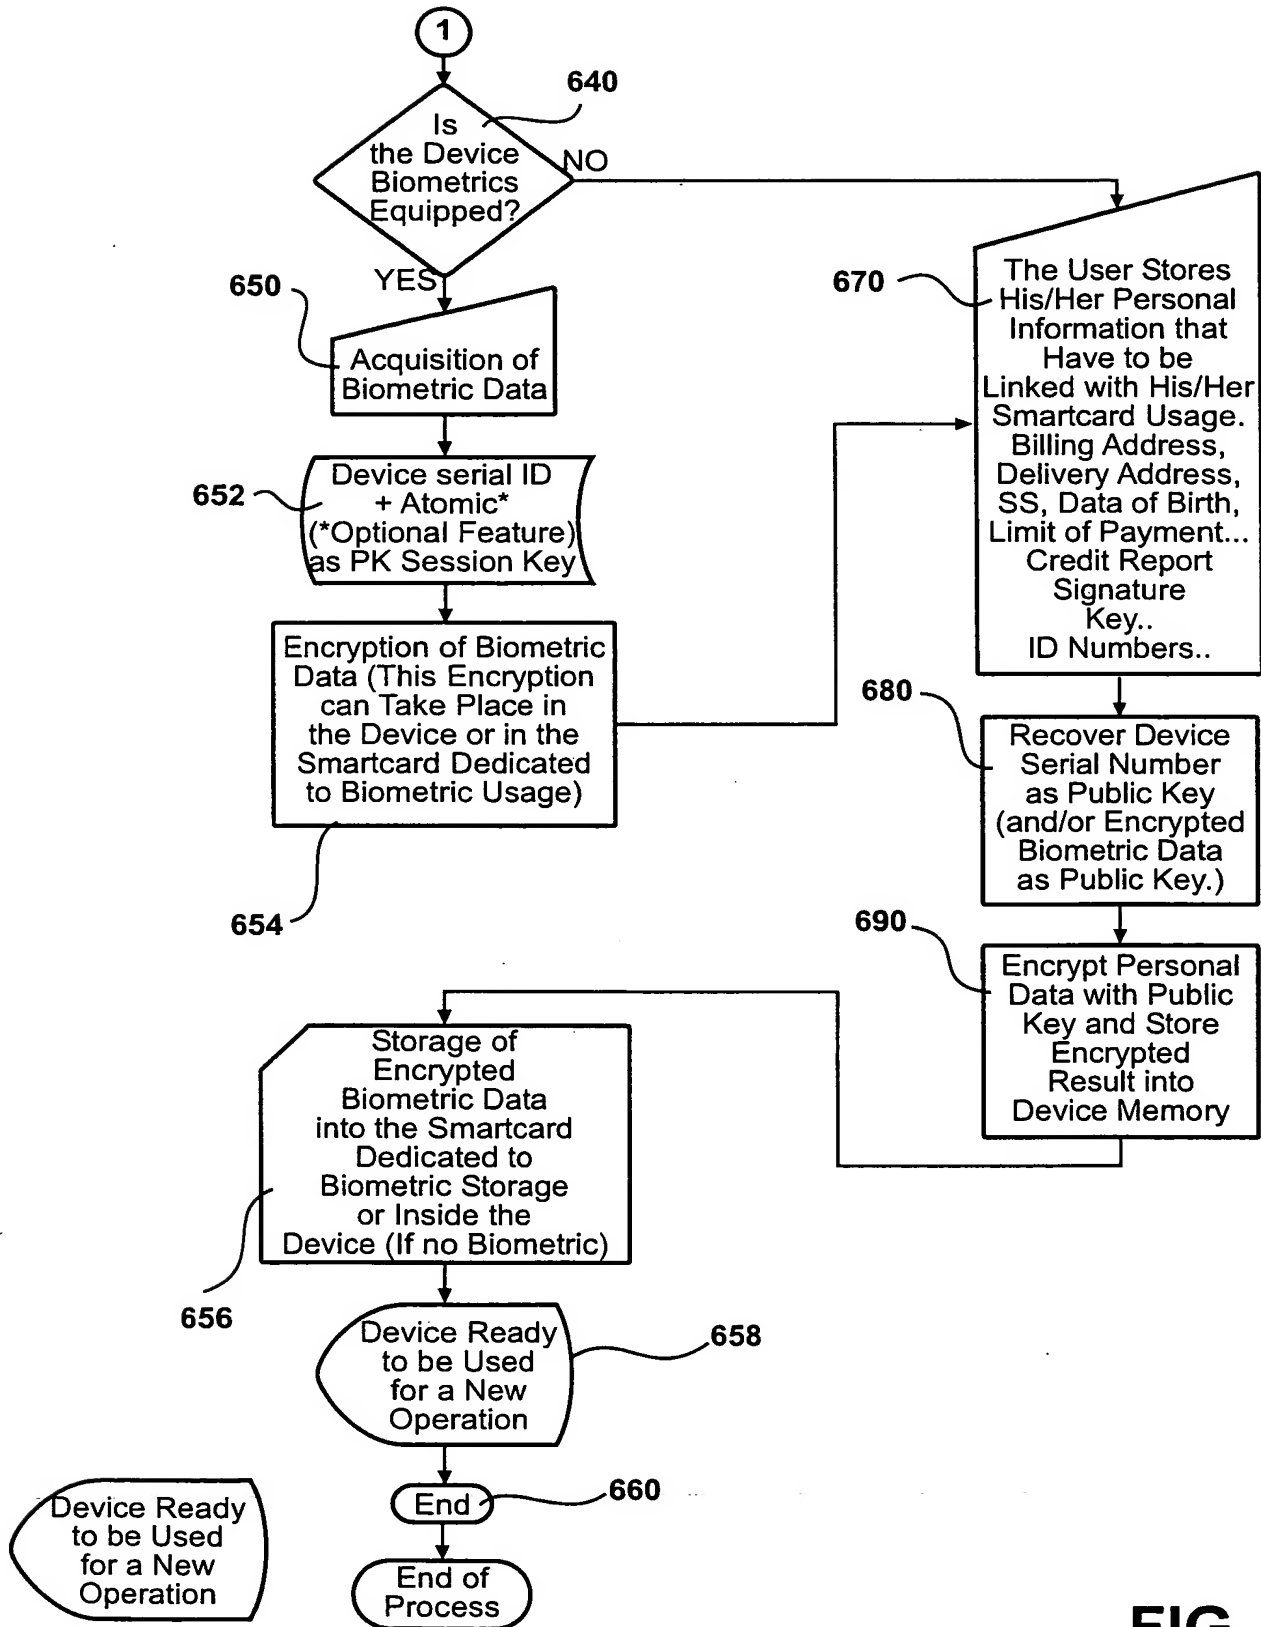 1
640
Is
the Device
Biometrics
Equipped?
NO
YES
650
Acquisition of
Biometric Data
652
Device serial ID
+ Atomic*
(*Optional Feature)
as PK Session Key
Encryption of Biometric
Data (This Encryption
can Take Place in
the Device or in the
Smartcard Dedicated
to Biometric Usage)
654
670
The User Stores
His/Her Personal
Information that
Have to be
Linked with His/Her
Smartcard Usage.
Billing Address,
Delivery Address,
SS, Data of Birth,
Limit of Payment...
Credit Report
Signature
Key..
ID Numbers..
680
Recover Device
Serial Number
as Public Key
(and/or Encrypted
Biometric Data
as Public Key.)
690
Encrypt Personal
Data with Public
Key and Store
Encrypted
Result into
Device Memory
Storage of
Encrypted
Biometric Data
into the Smartcard
Dedicated to
Biometric Storage
or Inside the
Device (If no Biometric)
656
Device Ready
to be Used
for a New
Operation
658
End
660
End of
Process
Device Ready
to be Used
for a New
Operation
FIG